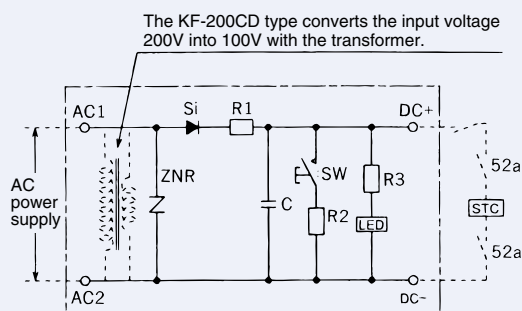 The KF-200CD type converts the input voltage
200V into 100V with the transformer.
AC1
Si
R1
DC+
AC
power
supply
ZNR
C
SW
R2
R3
LED
52a
STC
52a
AC2
DC-